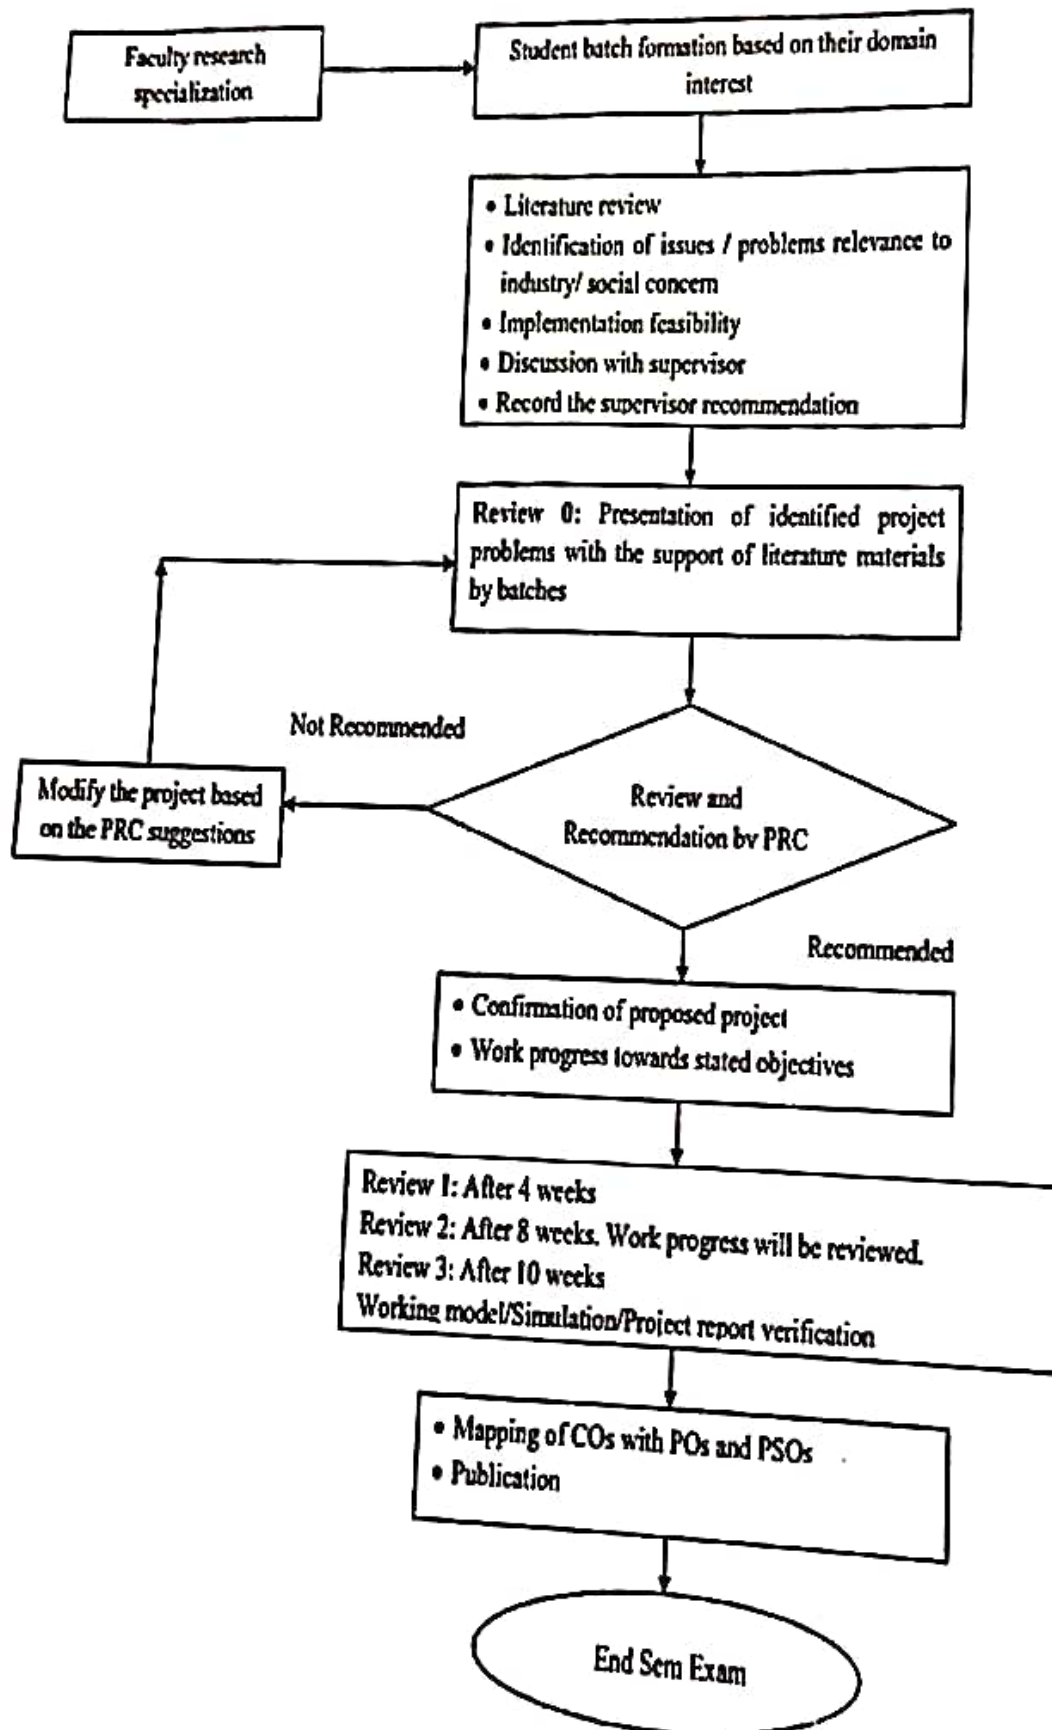 Faculty research
specialization
Student batch formation based on their domain
interest
• Literature review
• Identification of issues / problems relevance to
industry/ social concern
• Implementation feasibility
• Discussion with supervisor
• Record the supervisor recommendation
Review 0: Presentation of identified project
problems with the support of literature materials
by batches
Not Recommended
Modify the project based
on the PRC suggestions
Review and
Recommendation by PRC
Recommended
• Confirmation of proposed project
• Work progress towards stated objectives
Review 1: After 4 weeks
Review 2: After 8 weeks. Work progress will be reviewed.
Review 3: After 10 weeks
Working model/Simulation/Project report verification
• Mapping of COs with POs and PSOs
• Publication
End Sem Exam